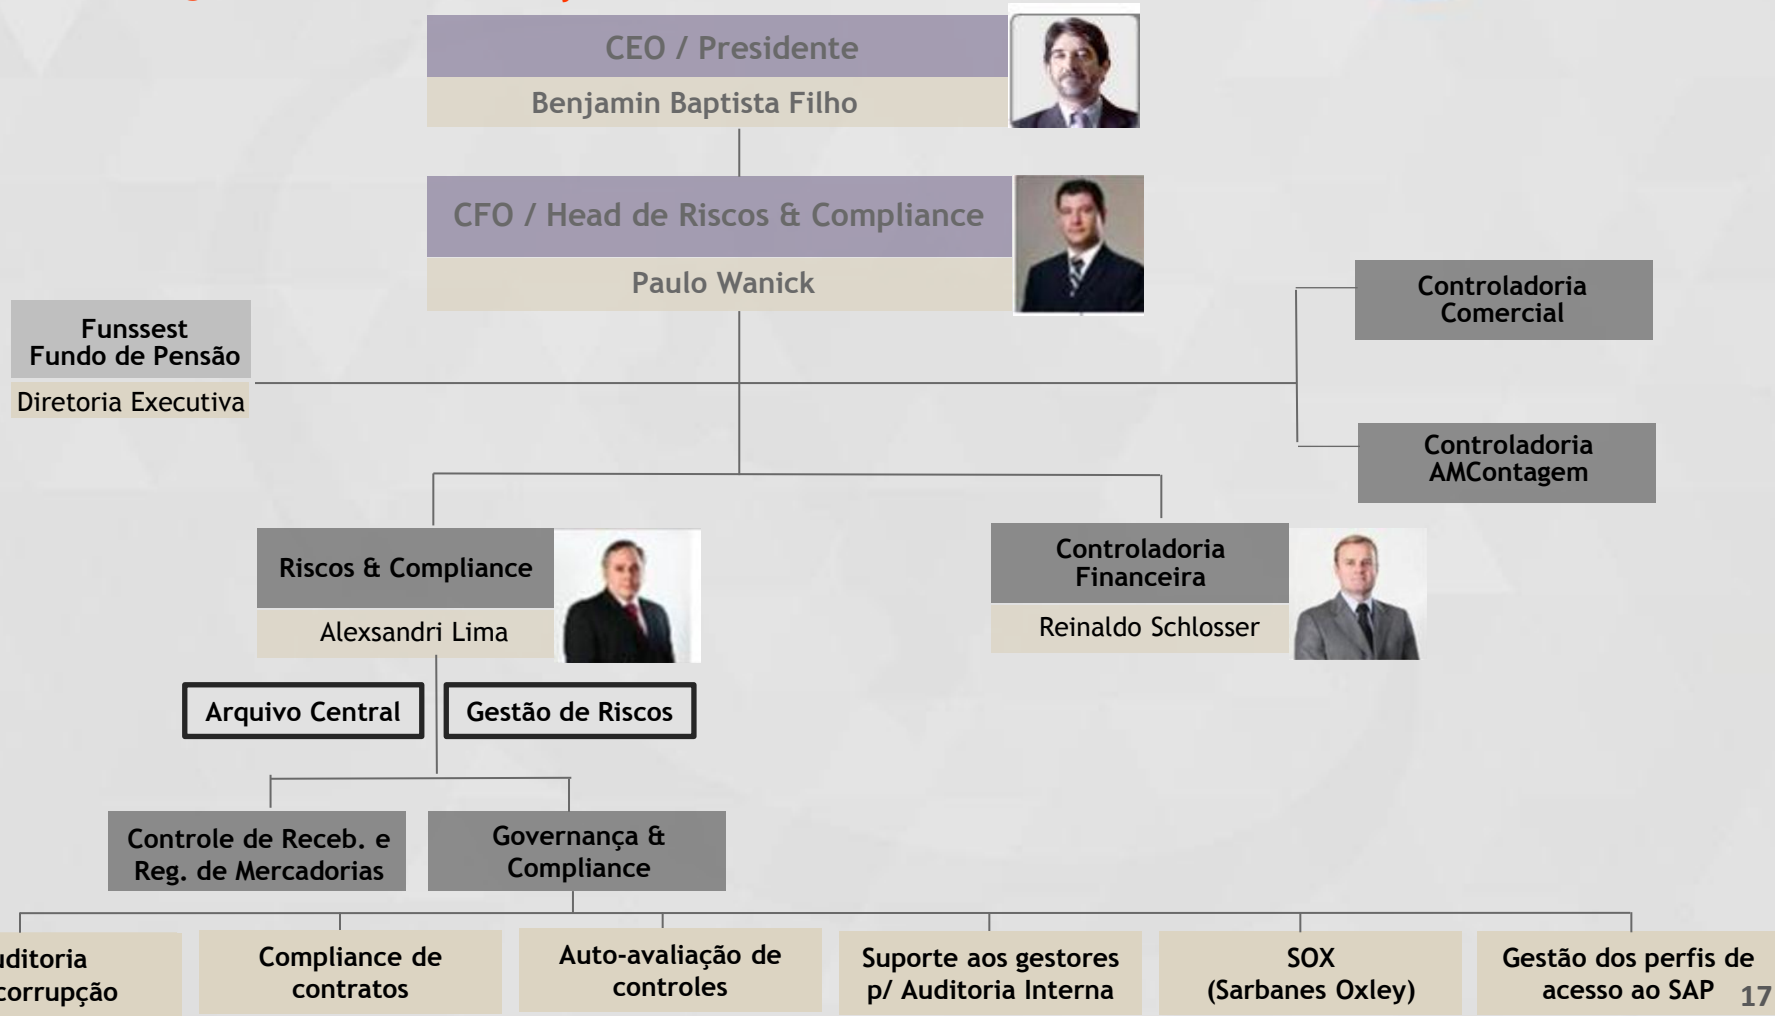 CEO / Presidente
Benjamin Baptista Filho
CFO / Head de Riscos & Compliance
Paulo Wanick
Controladoria
Comercial
Funssest
Fundo de Pensão
Diretoria Executiva
Controladoria
AMContagem
Riscos & Compliance
Alexsandri Lima
Controladoria
Financeira
Reinaldo Schlosser
Arquivo Central
Gestão de Riscos
Controle de Receb. e
Reg. de Mercadorias
Governança &
Compliance
Compliance de
contratos
Auto-avaliação de
controles
Suporte aos gestores
p/ Auditoria Interna
SOX
(Sarbanes Oxley)
Gestão dos perfis de
acesso ao SAP
17